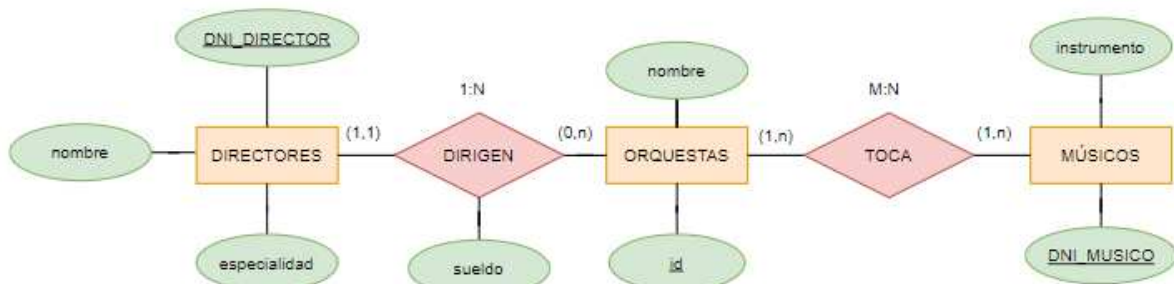 DNI_DIRECTOR
instrumento
nombre
1:N
M:N
(1,1)
(0,n)
(1,n)
(1,n)
nombre
DIRECTORES
DIRIGEN
ORQUESTAS
TOCA
MÚSICOS
especialidad
sueldo
id
DNI_MUSICO